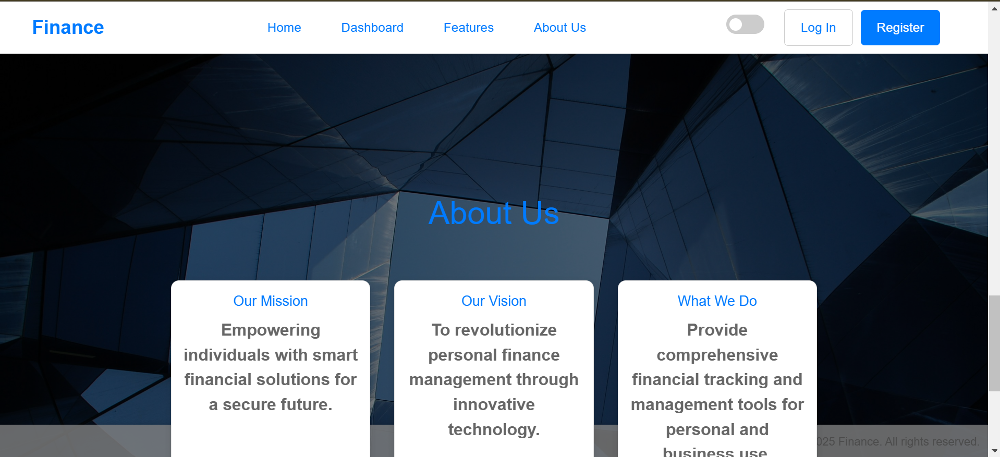 Finance
Home
Dashboard
Features
About Us
Log In
Register
About Us
Our Mission
Empowering
individuals with smart
financial solutions for
a secure future.
Our Vision
To revolutionize
personal finance
management through
innovative
technology.
What We Do
Provide
comprehensive
financial tracking and
management tools for
personal and
business use
025 Finance. All rights reserved.